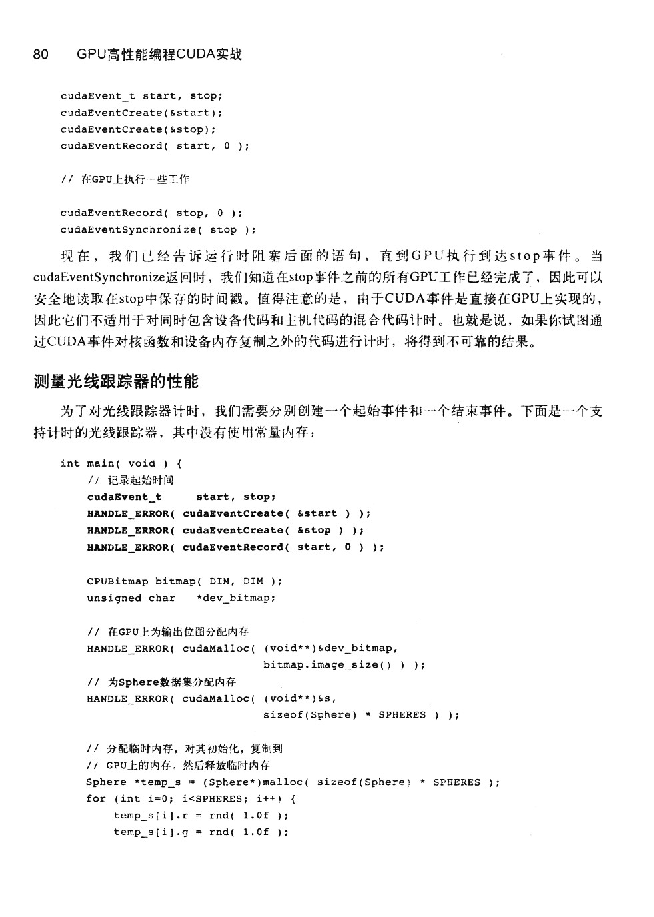 80 GPU高性能编程CUDA实战
cudaEvent_t start, stop;
cudaEventCreate(&start);
cudaEventCreate(&stop);
cudaEventRecord( start, 0 );
// 在GPU上执行一些工作
cudaEventRecord( stop, 0 );
cudaEventSynchronize( stop );
现在，我们已经告诉运行时阻塞后面的语句，直到GPU执行到达stop事件。当
cudaEventSynchronize返回时，我们知道在stop事件之前的所有GPU工作已经完成了，因此可以
安全地读取在stop中保存的时间戳。值得注意的是，由于CUDA事件是直接在GPU上实现的，
因此它们不适用于对同时包含设备代码和主机代码的混合代码计时。也就是说，如果你试图通
过CUDA事件对核函数和设备内存复制之外的代码进行计时，将得到不可靠的结果。
测量光线跟踪器的性能
为了对光线跟踪器计时，我们需要分别创建一个起始事件和一个结束事件。下面是一个支
持计时的光线跟踪器，其中没有使用常量内存：
int main( void ) {
// 记录起始时间
cudaEvent_t start, stop;
HANDLE_ERROR( cudaEventCreate( &start ) );
HANDLE_ERROR( cudaEventCreate( &stop ) );
HANDLE_ERROR( cudaEventRecord( start, 0 ) );
CPUBitmap bitmap( DIM, DIM );
unsigned char *dev_bitmap;
// 在GPU上为输出位图分配内存
HANDLE_ERROR( cudaMalloc( (void**)&dev_bitmap,
bitmap.image_size() ) );
// 为Sphere数据集分配内存
HANDLE_ERROR( cudaMalloc( (void**)&s,
sizeof(Sphere) * SPHERES ) );
// 分配临时内存，对其初始化，复制到
// GPU上的内存，然后释放临时内存
Sphere *temp_s = (Sphere*)malloc( sizeof(Sphere) * SPHERES );
for (int i=0; i<SPHERES; i++) {
temp_s[i].r = rnd( 1.0f );
temp_s[i].g = rnd( 1.0f );